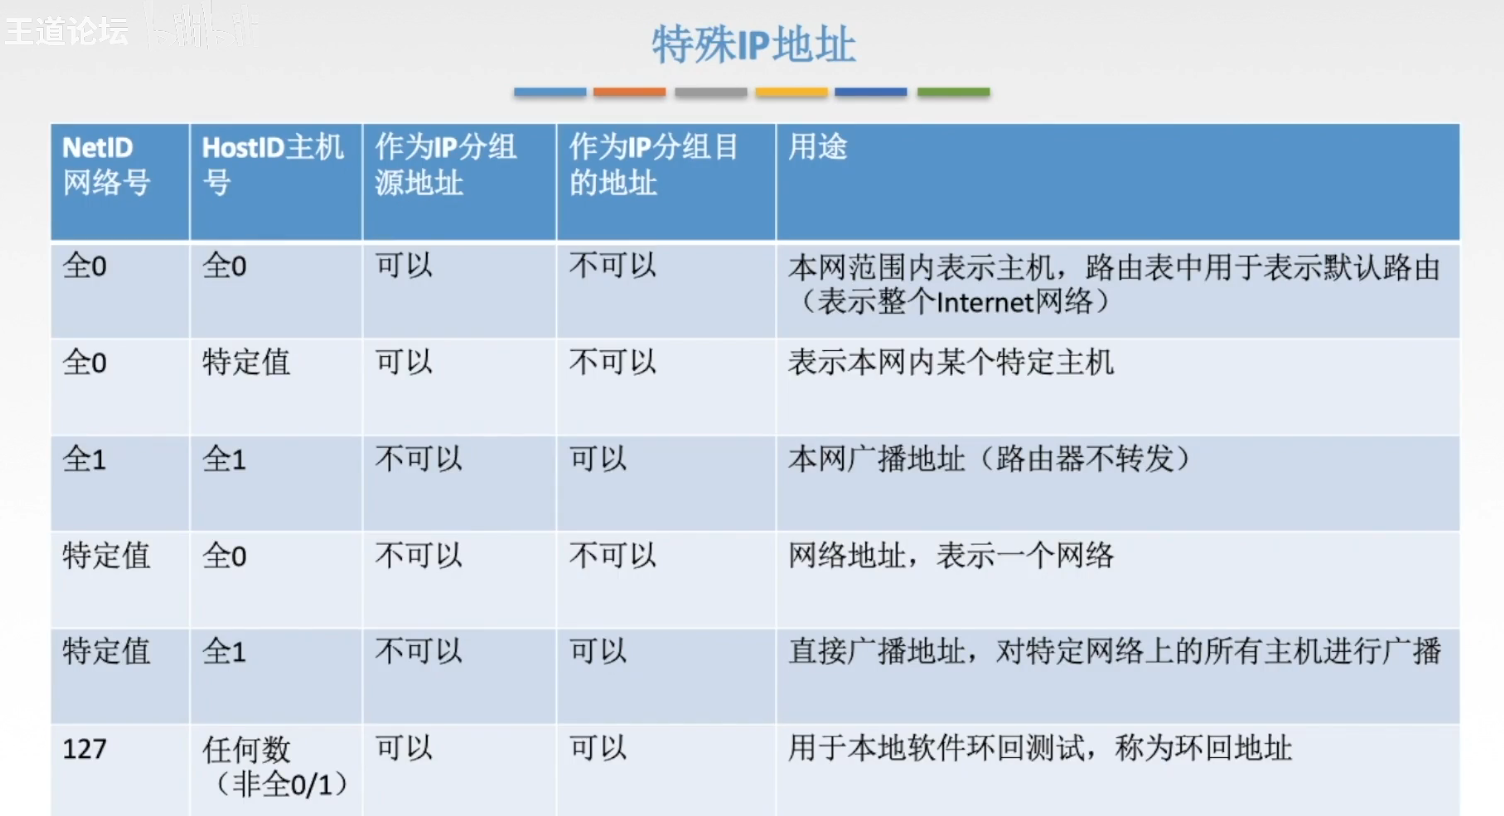 王道论坛
特殊IP地址
NetID
网络号
HostID主机
号
作为IP分组
源地址
作为IP分组目
的地址
用途
全0
全0
可以
不可以
本网范围内表示主机，路由表中用于表示默认路由
（表示整个Internet网络）
全0
特定值
可以
不可以
表示本网内某个特定主机
全1
全1
不可以
可以
本网广播地址（路由器不转发）
特定值
全0
不可以
不可以
网络地址，表示一个网络
特定值
全1
不可以
可以
直接广播地址，对特定网络上的所有主机进行广播
127
任何数
（非全0/1）
可以
可以
用于本地软件环回测试，称为环回地址